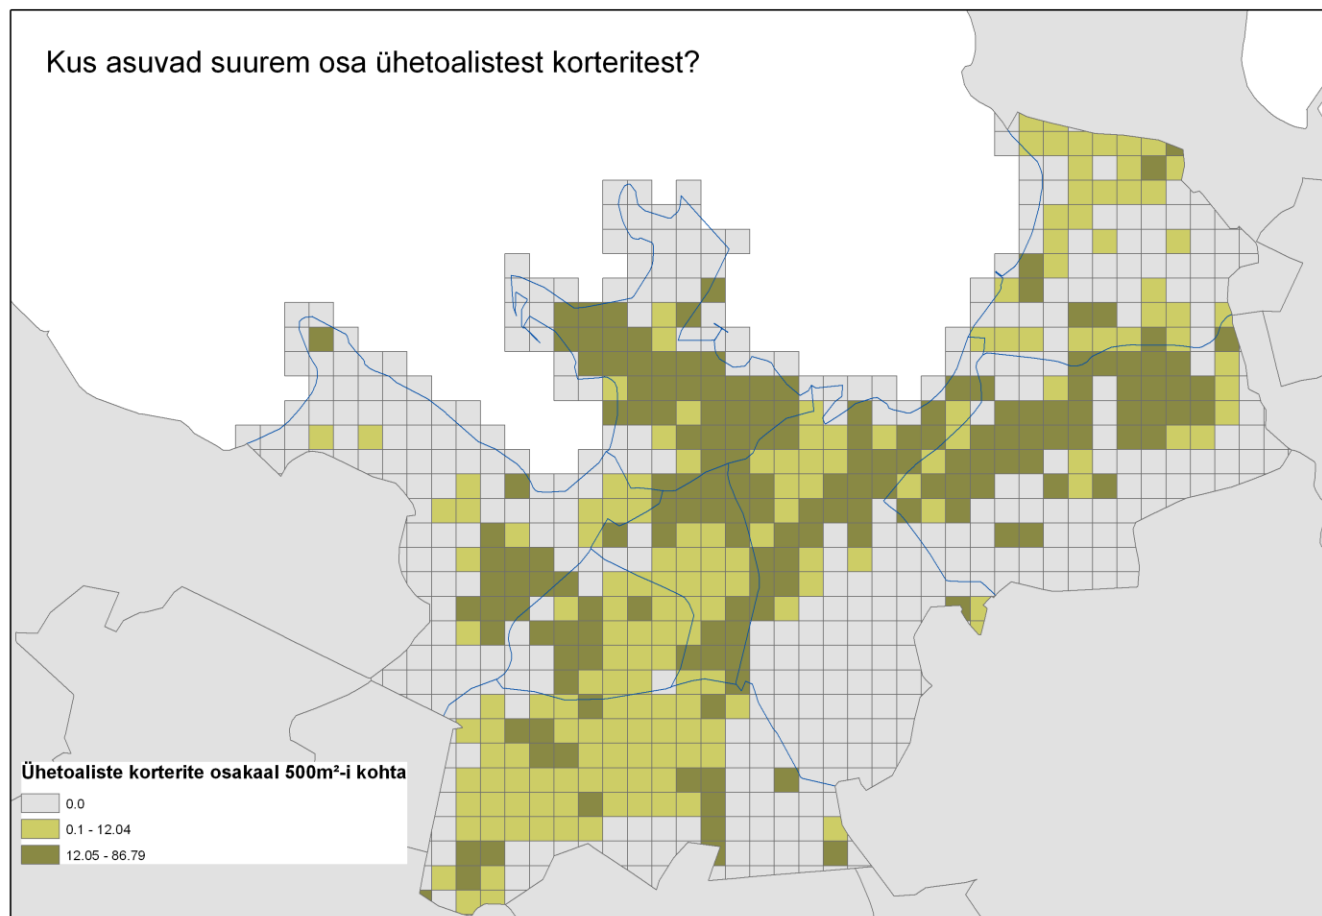 Kus asuvad suurem osa ühetoalistest korteritest?
Ühetoaliste korterite osakaal 500m²-i kohta
0.0
0.1 - 12.04
12.05 - 86.79